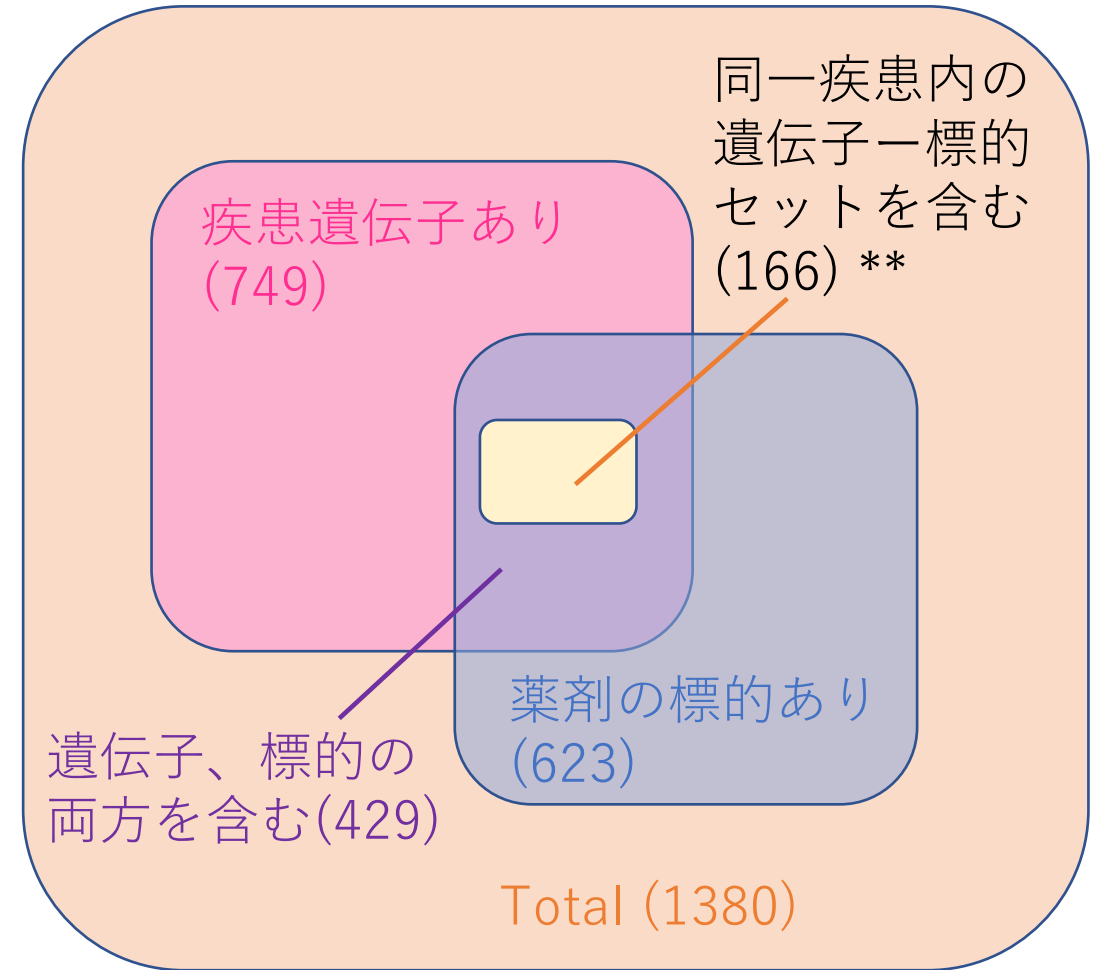 同一疾患内の
遺伝子ー標的
セットを含む
(166) **
疾患遺伝子あり
(749)
薬剤の標的あり
(623)
遺伝子、標的の
両方を含む(429)
Total (1380)